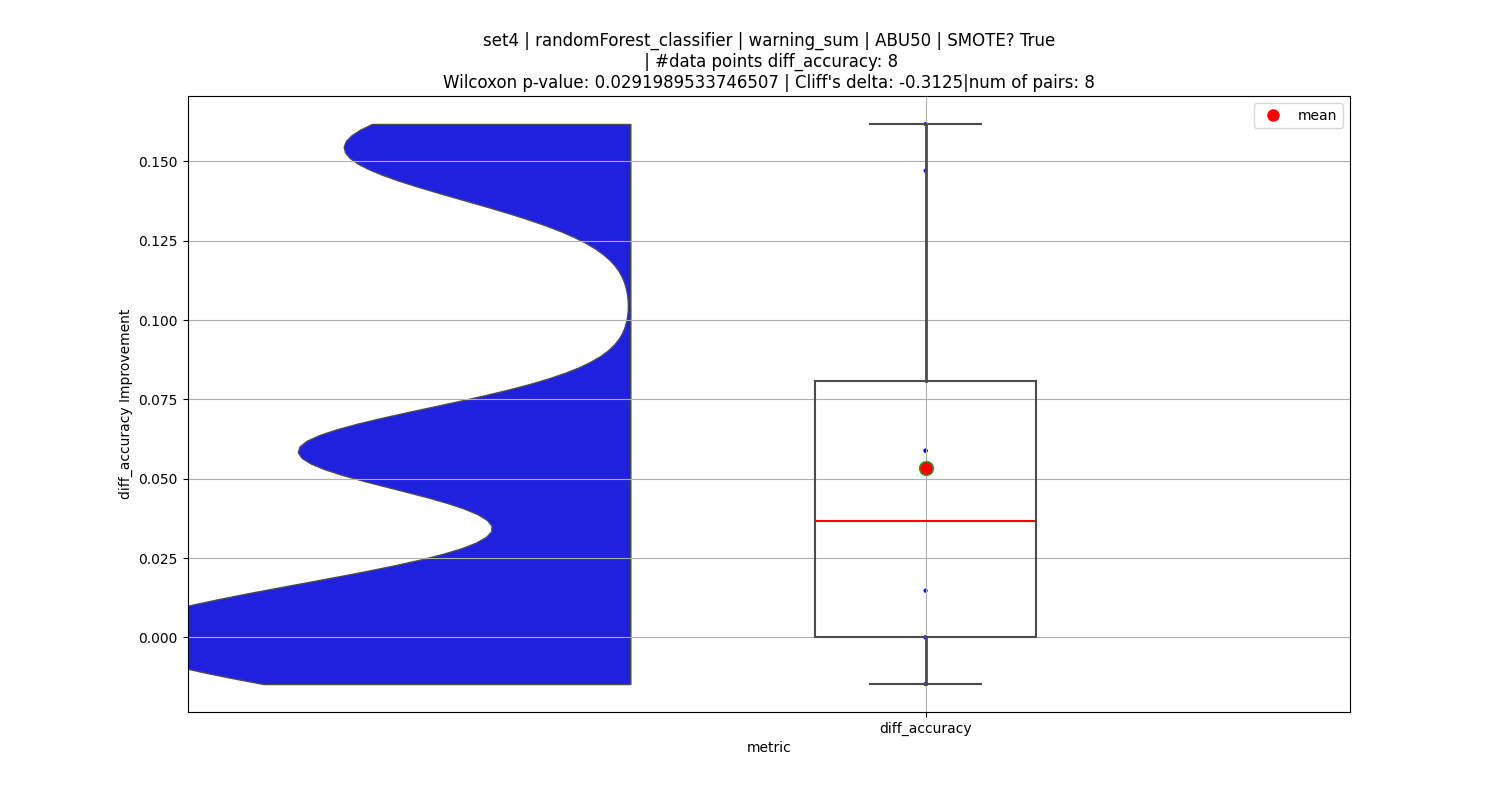 set4 | randomForest_classifier | warning_sum | ABU50 | SMOTE? True
| #data points diff_accuracy: 8
Wilcoxon p-value: 0.0291989533746507 | Cliff's delta: -0.3125|num of pairs: 8
mean
0.150
0.125
0.100
0.075
0.050
0.025
0.000
diff_accuracy Improvement
diff_accuracy
metric